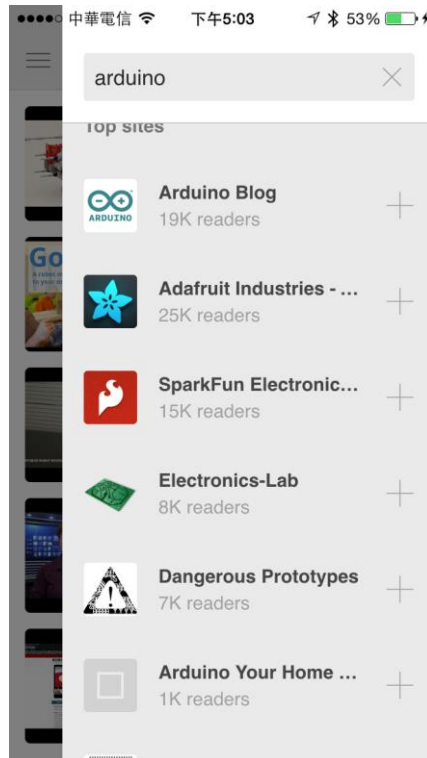 中華電信 下午5:03 53%
arduino
Top sites
ARDUINO
Arduino Blog
19K readers
Go
Adafruit Industries - ...
25K readers
SparkFun Electronic...
15K readers
Electronics-Lab
8K readers
Dangerous Prototypes
7K readers
Arduino Your Home ...
1K readers